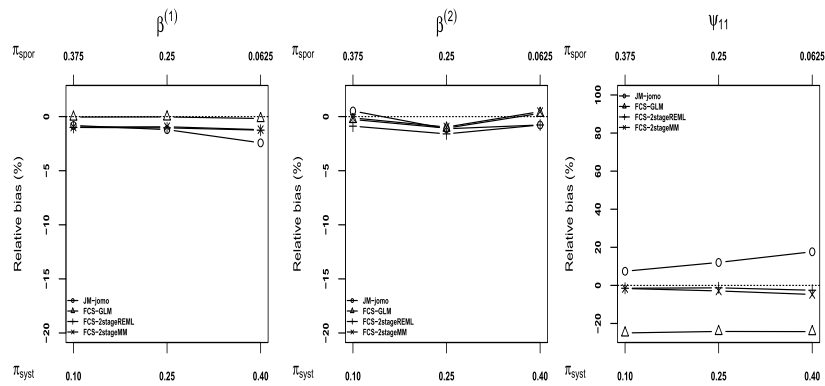 β(1)
πspor 0.375 0.25 0.0625
Relative bias (%)
0
−5
−10
−15
−20
JM-jomo
FCS-GLM
FCS-2stageREML
FCS-2stageMM
πsyst 0.10 0.25 0.40
β(2)
πspor 0.375 0.25 0.0625
Relative bias (%)
0
−5
−10
−15
−20
JM-jomo
FCS-GLM
FCS-2stageREML
FCS-2stageMM
πsyst 0.10 0.25 0.40
ψ11
πspor 0.375 0.25 0.0625
Relative bias (%)
100
80
60
40
20
0
−20
JM-jomo
FCS-GLM
FCS-2stageREML
FCS-2stageMM
πsyst 0.10 0.25 0.40